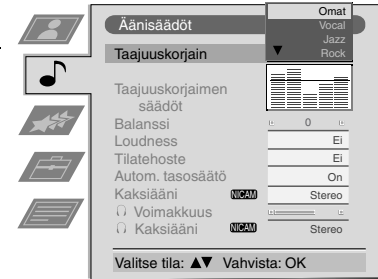 Äänisäädöt
Omat
Vocal
Jazz
Rock
Taajuuskorjain
Taajuuskorjaimen
säädöt
Balanssi 0
Loudness Ei
Tilatehoste Ei
Autom. tasosäätö On
Kaksiääni NICAM Stereo
Voimakkuus
Kaksiääni NICAM Stereo
Valitse tila: ▲▼ Vahvista: OK